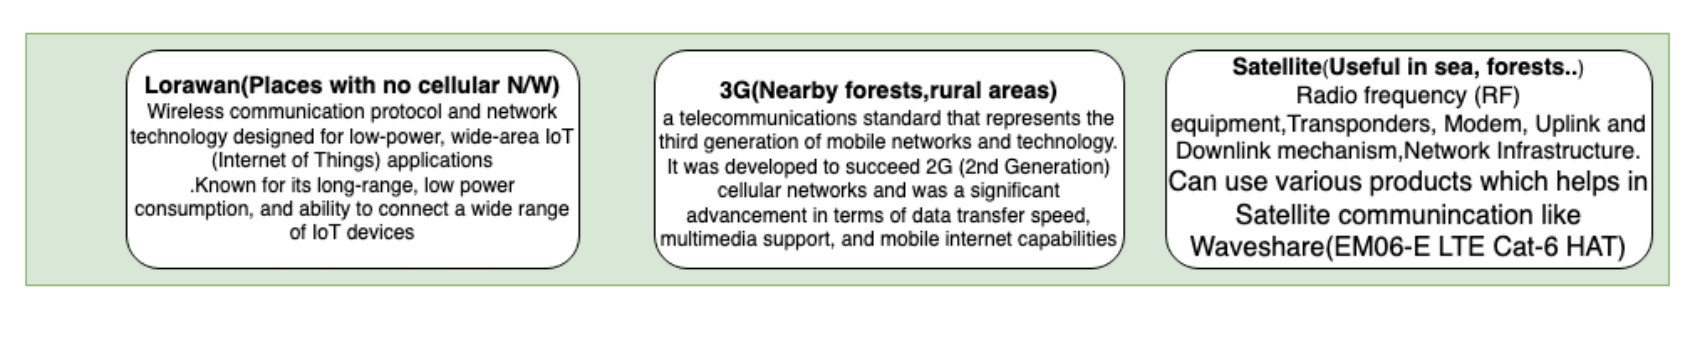 Lorawan(Places with no cellular N/W)
Wireless communication protocol and network
technology designed for low-power, wide-area IoT
(Internet of Things) applications
.Known for its long-range, low power
consumption, and ability to connect a wide range
of IoT devices
3G(Nearby forests,rural areas)
a telecommunications standard that represents the
third generation of mobile networks and technology.
It was developed to succeed 2G (2nd Generation)
cellular networks and was a significant
advancement in terms of data transfer speed,
multimedia support, and mobile internet capabilities
Satellite(Useful in sea, forests..)
Radio frequency (RF)
equipment,Transponders, Modem, Uplink and
Downlink mechanism,Network Infrastructure.
Can use various products which helps in
Satellite communincation like
Waveshare(EM06-E LTE Cat-6 HAT)